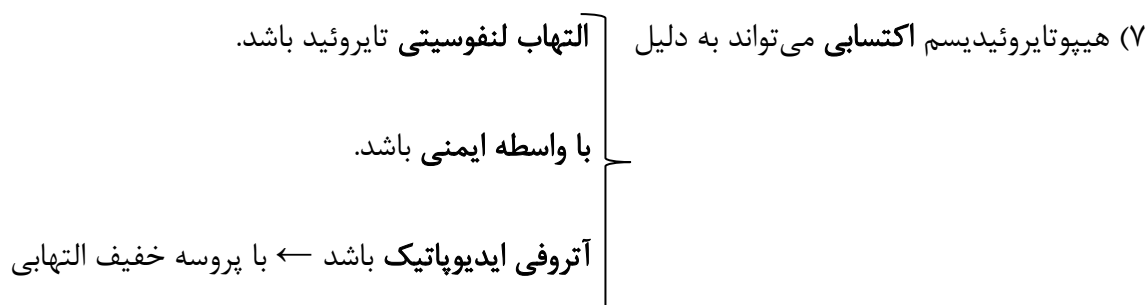 ۷) هیپوتایروئیدیسم اکتسابی می‌تواند به دلیل التهاب لنفوسیتی تایروئید باشد.
با واسطه ایمنی باشد.
آتروفی ایدیوپاتیک باشد ← با پروسه خفیف التهابی